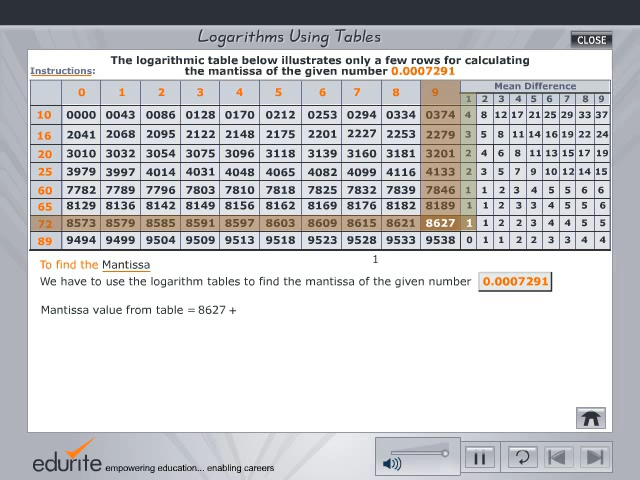 Logarithms Using Tables
CLOSE
The logarithmic table below illustrates only a few rows for calculating
Instructions: the mantissa of the given number 0.0007291
Mean Difference
0 1 2 3 4 5 6 7 8 9 1 2 3 4 5 6 7 8 9
10 0000 0043 0086 0128 0170 0212 0253 0294 0334 0374 4 8 12 17 21 25 29 33 37
16 2041 2068 2095 2122 2148 2175 2201 2227 2253 2279 3 5 8 11 14 16 19 22 24
20 3010 3032 3054 3075 3096 3118 3139 3160 3181 3201 2 4 6 8 11 13 15 17 19
25 3979 3997 4014 4031 4048 4065 4082 4099 4116 4133 2 3 5 7 9 10 12 14 15
60 7782 7789 7796 7803 7810 7818 7825 7832 7839 7846 1 1 2 3 4 5 5 6 6
65 8129 8136 8142 8149 8156 8162 8169 8176 8182 8189 1 1 2 3 3 4 5 5 6
72 8573 8579 8585 8591 8597 8603 8609 8615 8621 8627 1 1 2 2 3 4 4 5 5
89 9494 9499 9504 9509 9513 9518 9523 9528 9533 9538 0 1 1 2 2 3 3 4 4
1
To find the Mantissa
We have to use the logarithm tables to find the mantissa of the given number 0.0007291
Mantissa value from table = 8627 +
edurite empowering education... enabling careers